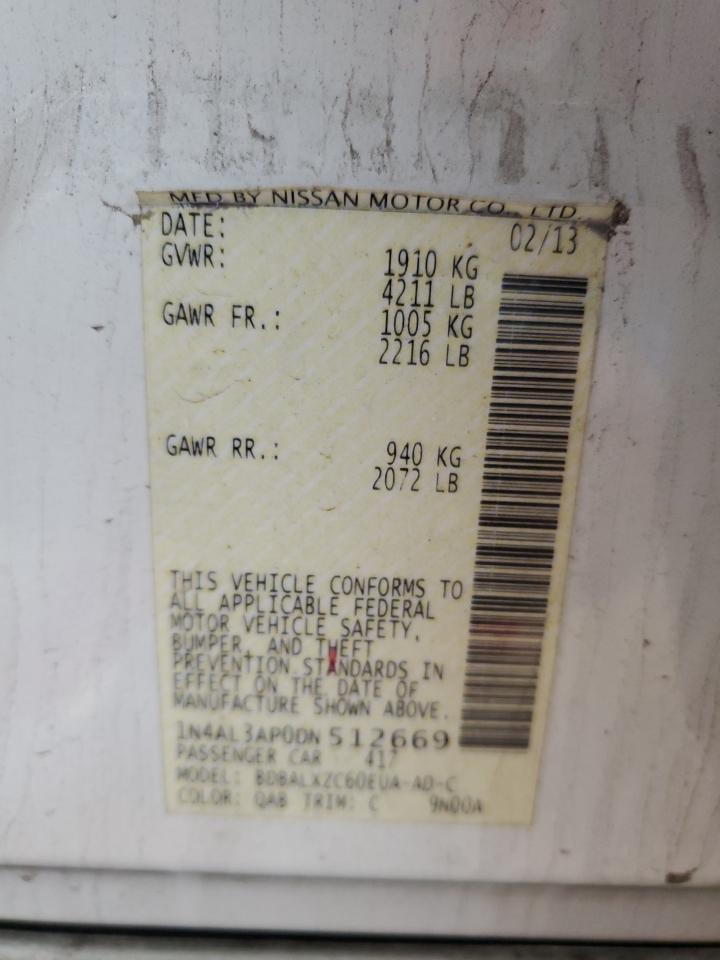 MFD BY NISSAN MOTOR CO., LTD.
DATE: 02/13
GVWR: 1910 KG
4211 LB
GAWR FR.: 1005 KG
2216 LB
GAWR RR.: 940 KG
2072 LB
THIS VEHICLE CONFORMS TO
ALL APPLICABLE FEDERAL
MOTOR VEHICLE SAFETY,
BUMPER, AND THEFT
PREVENTION STANDARDS IN
EFFECT ON THE DATE OF
MANUFACTURE SHOWN ABOVE.
1N4AL3AP0DN512669
PASSENGER CAR 417
MODEL: BDBALXZC60EUA-AD-C
COLOR: QAB TRIM: C 9N00A